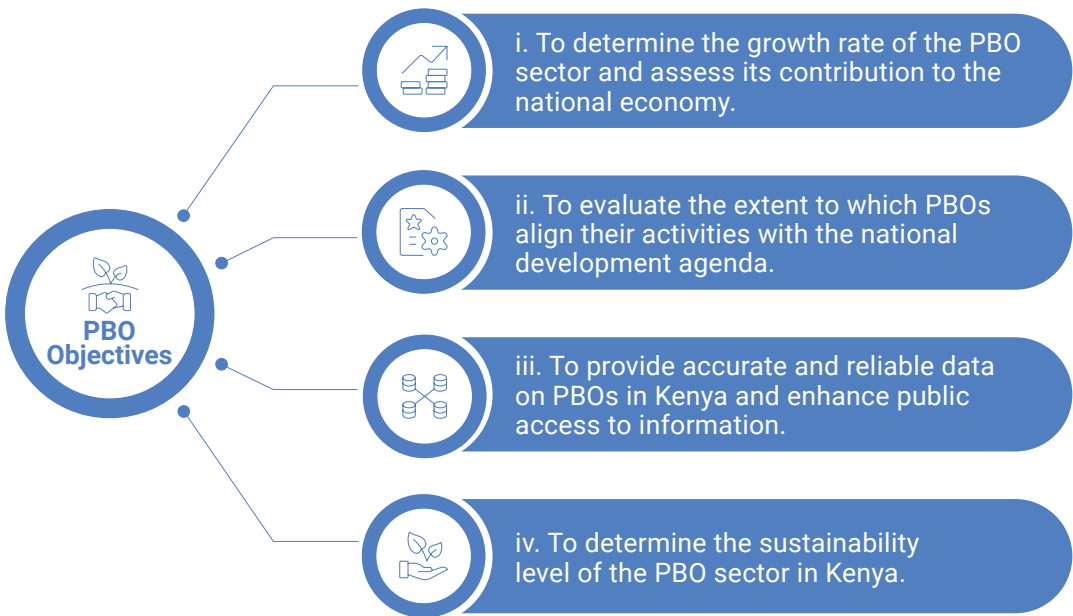 i. To determine the growth rate of the PBO
sector and assess its contribution to the
national economy.
ii. To evaluate the extent to which PBOs
align their activities with the national
development agenda.
PBO
Objectives
iii. To provide accurate and reliable data
on PBOs in Kenya and enhance public
access to information.
iv. To determine the sustainability
level of the PBO sector in Kenya.